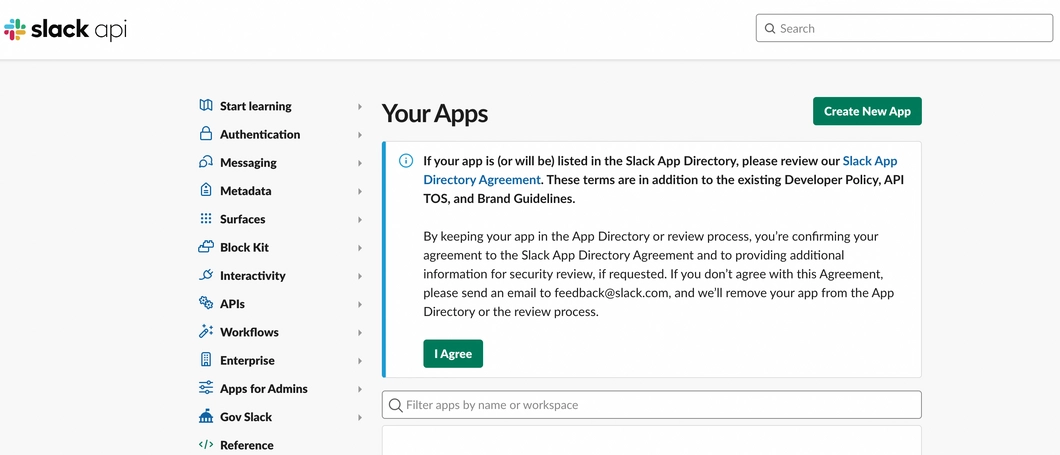 slack api
Search
Start learning
Authentication
Messaging
Metadata
Surfaces
Block Kit
Interactivity
APIs
Workflows
Enterprise
Apps for Admins
Gov Slack
Reference
Your Apps
Create New App
If your app is (or will be) listed in the Slack App Directory, please review our Slack App
Directory Agreement. These terms are in addition to the existing Developer Policy, API
TOS, and Brand Guidelines.
By keeping your app in the App Directory or review process, you’re confirming your
agreement to the Slack App Directory Agreement and to providing additional
information for security review, if requested. If you don’t agree with this Agreement,
please send an email to feedback@slack.com, and we’ll remove your app from the App
Directory or the review process.
I Agree
Filter apps by name or workspace